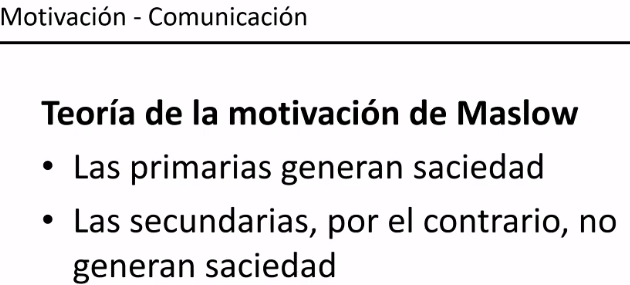 Motivación - Comunicación
Teoría de la motivación de Maslow
• Las primarias generan saciedad
• Las secundarias, por el contrario, no
generan saciedad